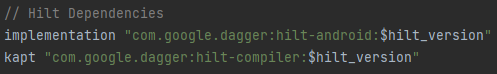 // Hilt Dependencies
implementation "com.google.dagger:hilt-android:$hilt_version"
kapt "com.google.dagger:hilt-compiler:$hilt_version"